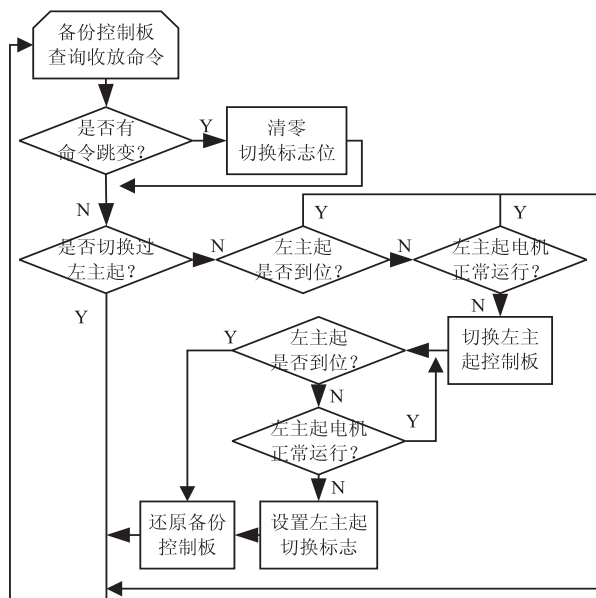 备份控制板
查询收放命令
是否有
命令跳变？
Y
清零
切换标志位
N
是否切换过
左主起？
N
左主起
是否到位？
Y
N
左主起电机
正常运行？
Y
Y
N
切换左主
起控制板
左主起
是否到位？
Y
N
左主起电机
正常运行？
Y
N
还原备份
控制板
设置左主起
切换标志